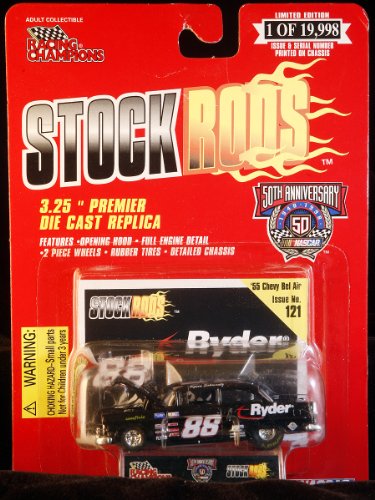 ADULT COLLECTIBLE
RACING
CHAMPIONS
LIMITED EDITION
1 OF 19,998
ISSUE & SERIAL NUMBER
PRINTED ON CHASSIS
STOCK RODS™
3.25 " PREMIER
DIE CAST REPLICA
FEATURES •OPENING HOOD • FULL ENGINE DETAIL
•2 PIECE WHEELS • RUBBER TIRES • DETAILED CHASSIS
50TH ANNIVERSARY
50
NASCAR
STOCK RODS
'55 Chevy Bel Air
Issue No.
121
Ryder
⚠WARNING:
CHOKING HAZARD-Small parts
Not for Children under 3 years
88
88
Ryder
STOCK RODS